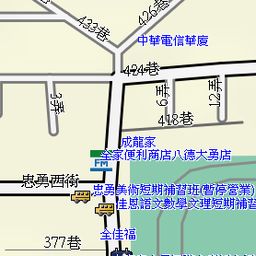 433巷
426巷
中華電信華廈
424巷
3弄
6弄
12弄
418巷
成龍家
全家便利商店八德大勇店
FM
忠勇西街
忠勇美術短期補習班(暫停營業)
佳恩語文數學文理短期補習班
全佳福
377巷